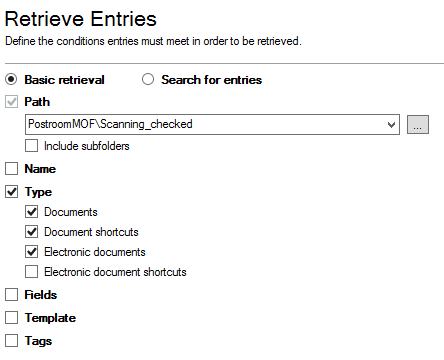 Retrieve Entries
Define the conditions entries must meet in order to be retrieved.
Basic retrieval Search for entries
Path
PostroomMOF\Scanning_checked ...
Include subfolders
Name
Type
Documents
Document shortcuts
Electronic documents
Electronic document shortcuts
Fields
Template
Tags